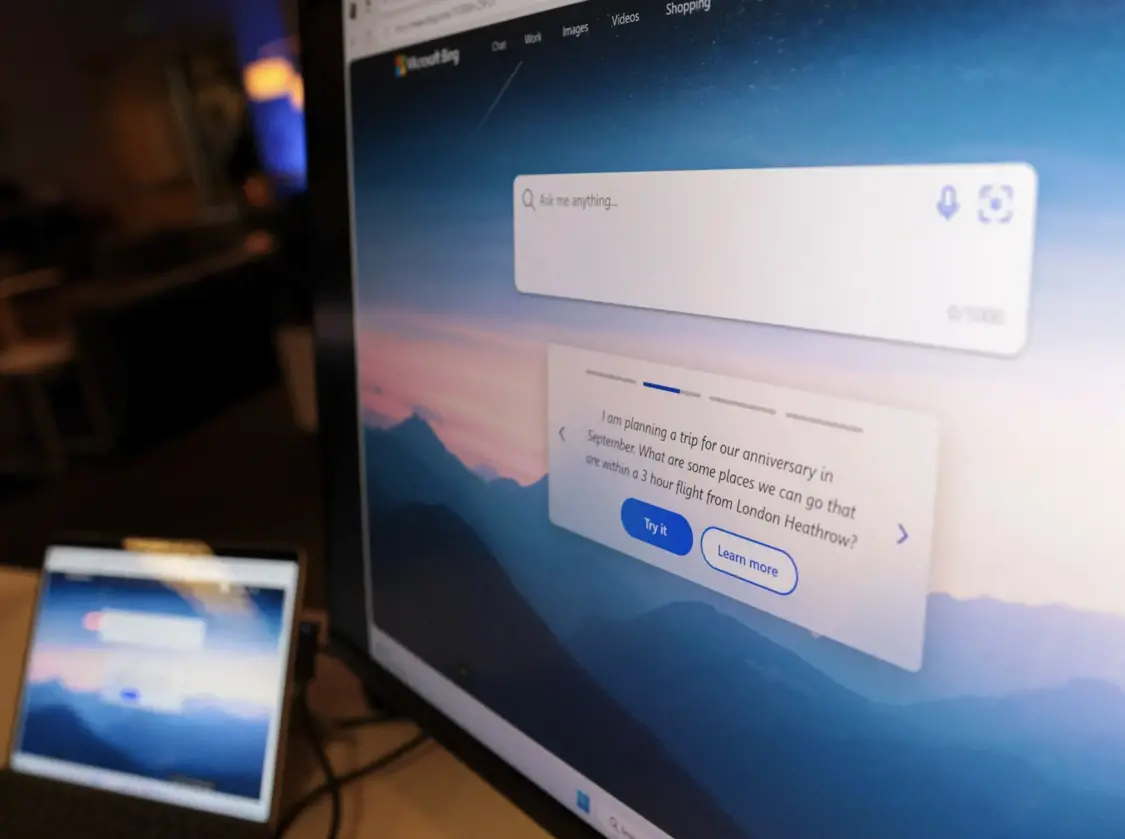 Microsoft Bing
Chat Work Images Videos Shopping
Ask me anything...
0/1000
I am planning a trip for our anniversary in
September. What are some places we can go that
are within a 3 hour flight from London Heathrow?
Try it
Learn more